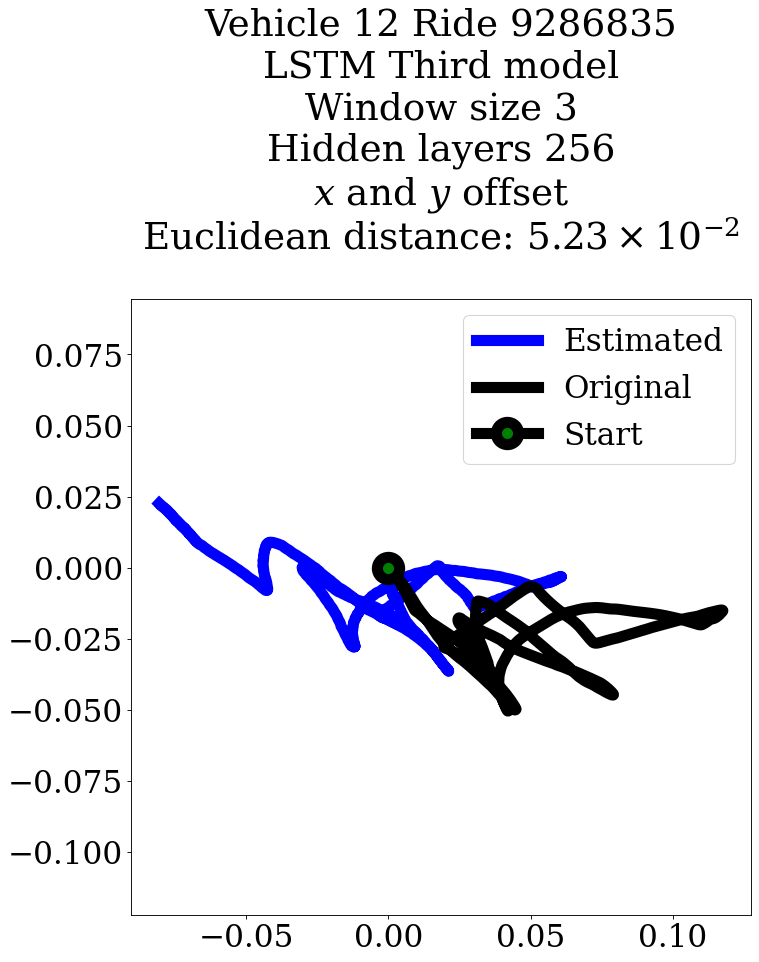 Vehicle 12 Ride 9286835
LSTM Third model
Window size 3
Hidden layers 256
x and y offset
Euclidean distance: 5.23 × 10⁻²
Estimated
Original
Start
0.075
0.050
0.025
0.000
−0.025
−0.050
−0.075
−0.100
−0.05 0.00 0.05 0.10